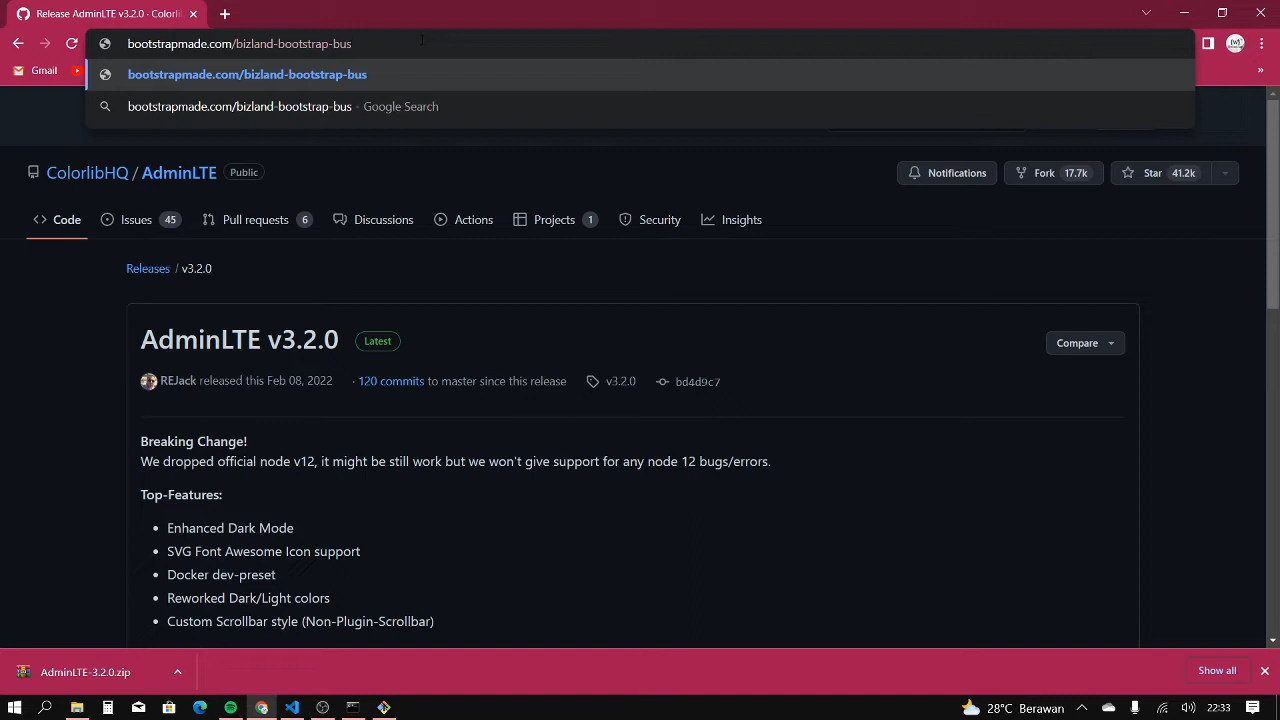 Release AdminLTE v3.2.0 · Colorli
bootstrapmade.com/bizland-bootstrap-bus
Gmail
bootstrapmade.com/bizland-bootstrap-bus
bootstrapmade.com/bizland-bootstrap-bus - Google Search
ColorlibHQ / AdminLTE Public
Notifications Fork 17.7k Star 41.2k
Code Issues 45 Pull requests 6 Discussions Actions Projects 1 Security Insights
Releases / v3.2.0
AdminLTE v3.2.0 Latest
Compare
REJack released this Feb 08, 2022 · 120 commits to master since this release v3.2.0 bd4d9c7
Breaking Change!
We dropped official node v12, it might be still work but we won't give support for any node 12 bugs/errors.
Top-Features:
• Enhanced Dark Mode
• SVG Font Awesome Icon support
• Docker dev-preset
• Reworked Dark/Light colors
• Custom Scrollbar style (Non-Plugin-Scrollbar)
AdminLTE-3.2.0.zip
Show all
28°C Berawan 22:33